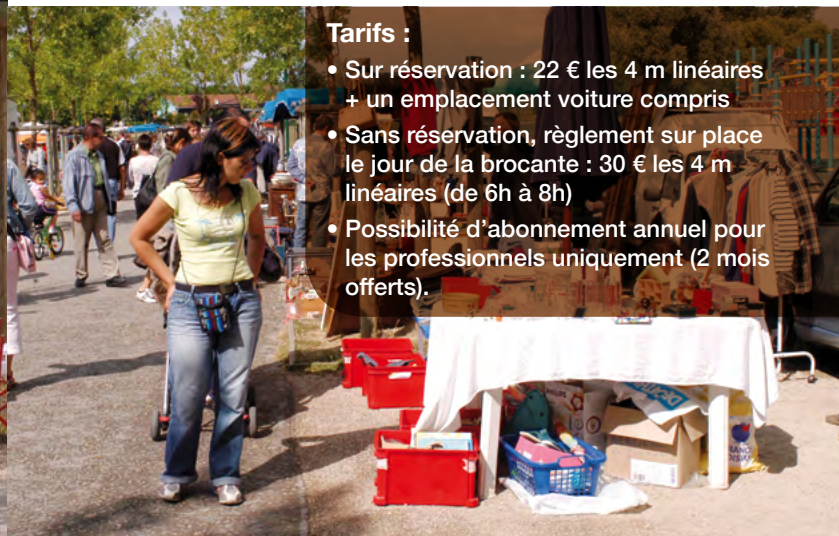 Tarifs :
• Sur réservation : 22 € les 4 m linéaires
+ un emplacement voiture compris
• Sans réservation, règlement sur place
le jour de la brocante : 30 € les 4 m
linéaires (de 6h à 8h)
• Possibilité d'abonnement annuel pour
les professionnels uniquement (2 mois
offerts).